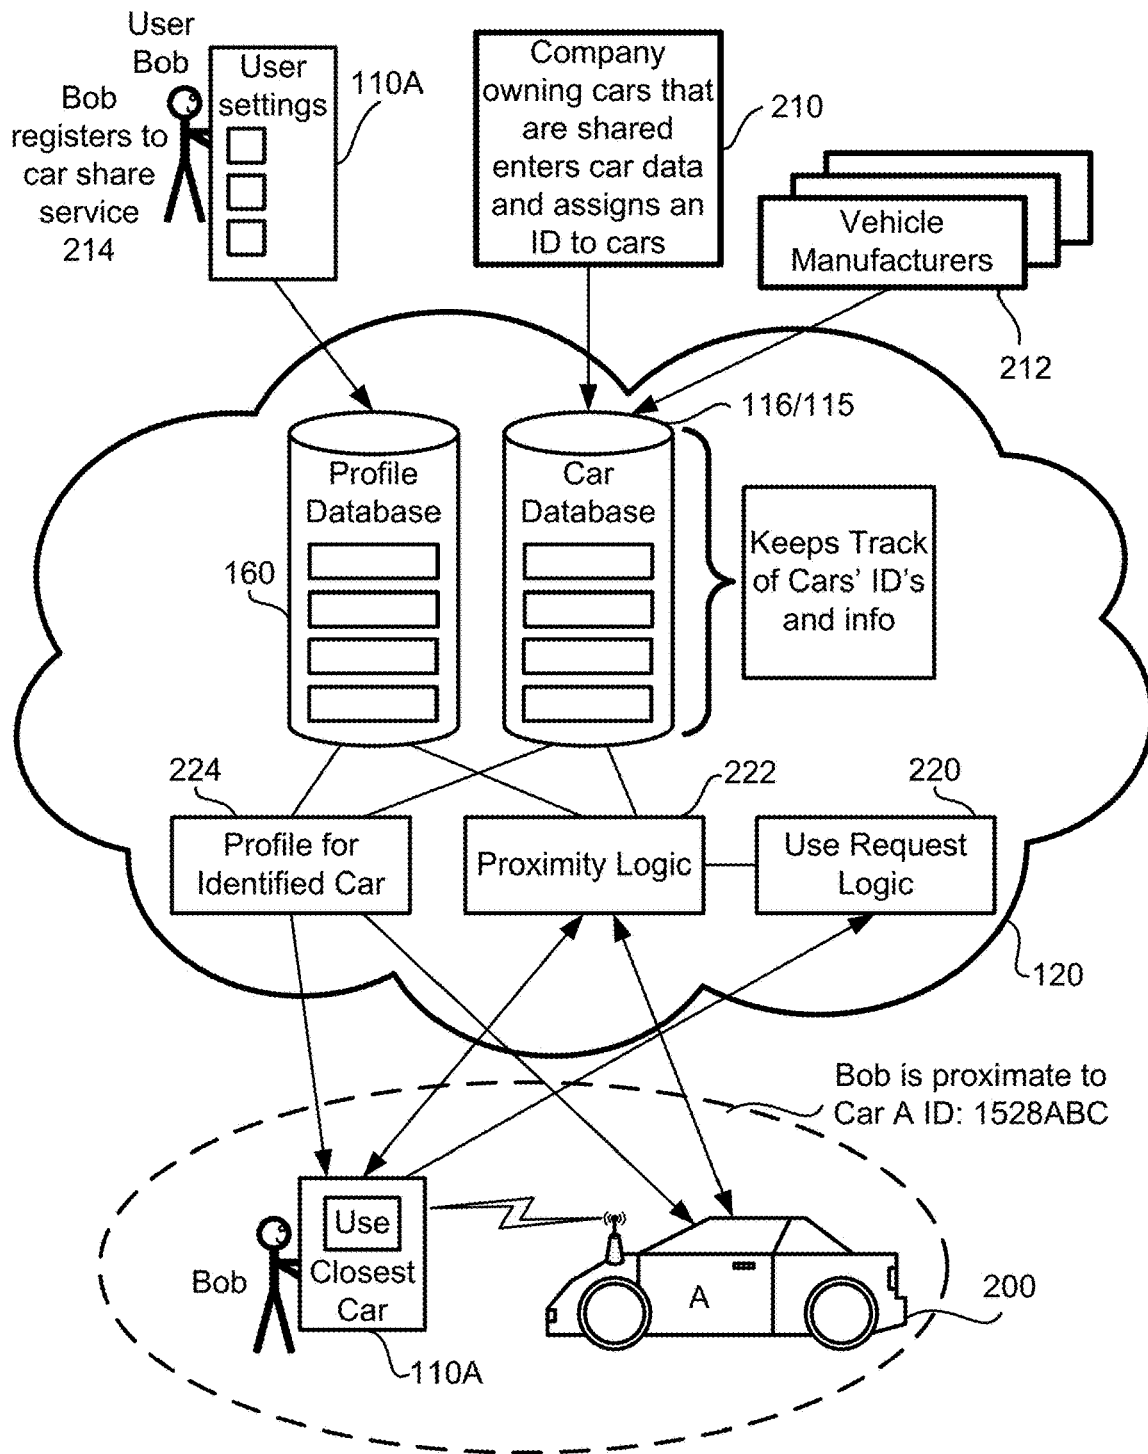 User
Bob
Bob
registers to
car share
service
214
User
settings
110A
Company
owning cars that
are shared
enters car data
and assigns an
ID to cars
210
Vehicle
Manufacturers
212
116/115
Profile
Database
Car
Database
160
Keeps Track
of Cars' ID's
and info
224
222
220
Profile for
Identified Car
Proximity Logic
Use Request
Logic
120
Bob is proximate to
Car A ID: 1528ABC
Use
Closest
Car
Bob
A
200
110A